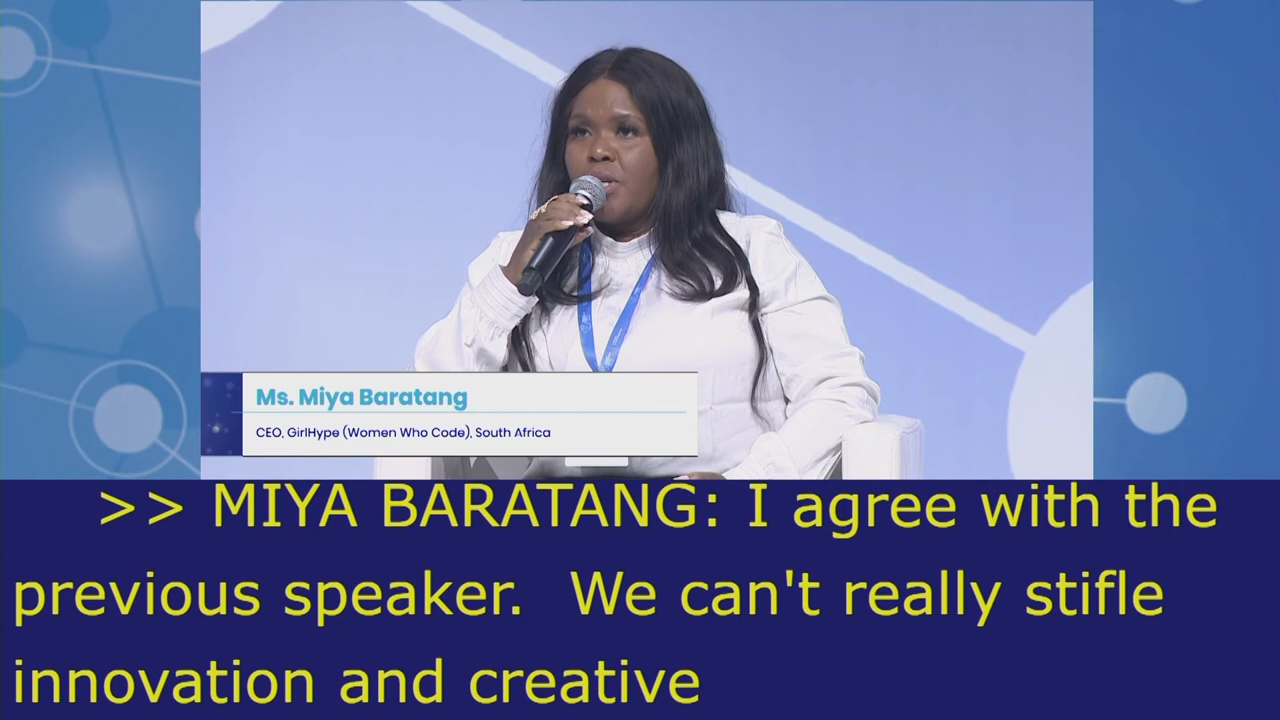 Ms. Miya Baratang
CEO, GirlHype (Women Who Code), South Africa
>> MIYA BARATANG: I agree with the
previous speaker.  We can't really stifle
innovation and creative